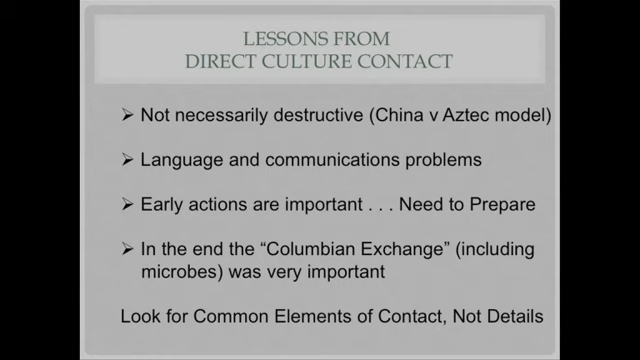 LESSONS FROM
DIRECT CULTURE CONTACT
➢ Not necessarily destructive (China v Aztec model)
➢ Language and communications problems
➢ Early actions are important . . . Need to Prepare
➢ In the end the “Columbian Exchange” (including
microbes) was very important
Look for Common Elements of Contact, Not Details